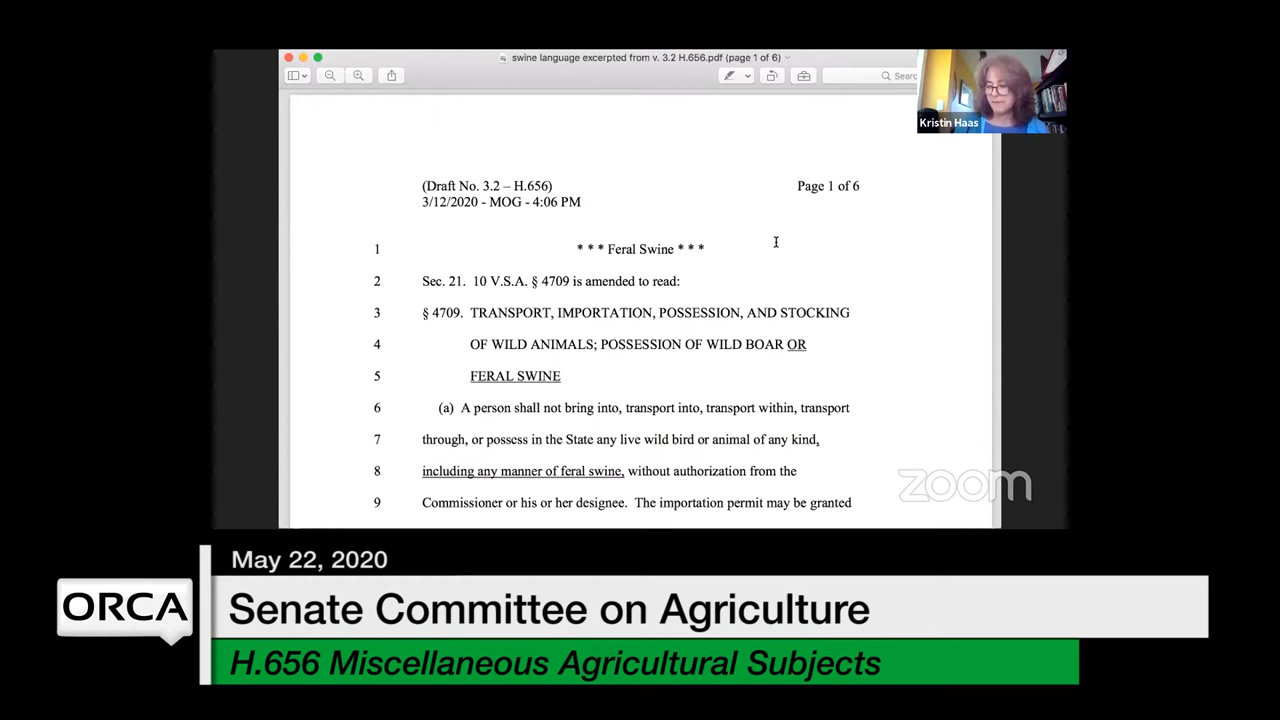 swine language excerpted from v. 3.2 H.656.pdf (page 1 of 6)
Kristin Haas
(Draft No. 3.2 – H.656) Page 1 of 6
3/12/2020 - MOG - 4:06 PM
1 * * * Feral Swine * * *
2 Sec. 21. 10 V.S.A. § 4709 is amended to read:
3 § 4709. TRANSPORT, IMPORTATION, POSSESSION, AND STOCKING
4 OF WILD ANIMALS; POSSESSION OF WILD BOAR OR
5 FERAL SWINE
6 (a) A person shall not bring into, transport into, transport within, transport
7 through, or possess in the State any live wild bird or animal of any kind,
8 including any manner of feral swine, without authorization from the
9 Commissioner or his or her designee. The importation permit may be granted
zoom
May 22, 2020
ORCA
Senate Committee on Agriculture
H.656 Miscellaneous Agricultural Subjects